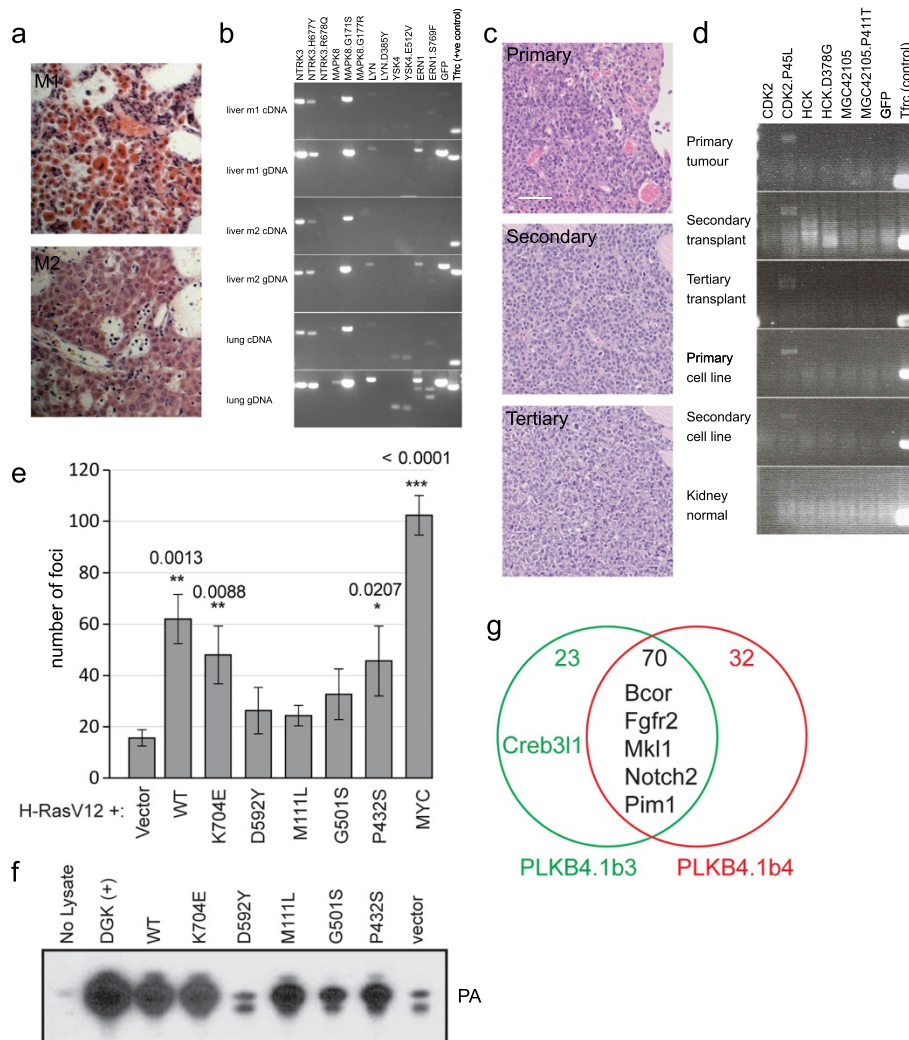 a
M1
M2
b
NTRK3
NTRK3.H677Y
NTRK3.R678Q
MAPK8
MAPK8.G171S
MAPK8.G177R
LYN
LYN.D385Y
YSK4
YSK4.E512V
ERN1
ERN1.S769F
GFP
Tfrc (+ve control)
liver m1 cDNA
liver m1 gDNA
liver m2 cDNA
liver m2 gDNA
lung cDNA
lung gDNA
c
Primary
Secondary
Tertiary
d
CDK2
CDK2.P45L
HCK
HCK.D378G
MGC42105
MGC42105.P411T
GFP
Tfrc (control)
Primary
tumour
Secondary
transplant
Tertiary
transplant
Primary
cell line
Secondary
cell line
Kidney
normal
e
number of foci
120
100
80
60
40
20
0
0.0013
**
0.0088
**
0.0207
*
< 0.0001
***
H-RasV12 +:
Vector
WT
K704E
D592Y
M111L
G501S
P432S
MYC
f
No Lysate
DGK (+)
WT
K704E
D592Y
M111L
G501S
P432S
vector
PA
g
23
70
32
Bcor
Fgfr2
Creb3l1
Mkl1
Notch2
Pim1
PLKB4.1b3
PLKB4.1b4